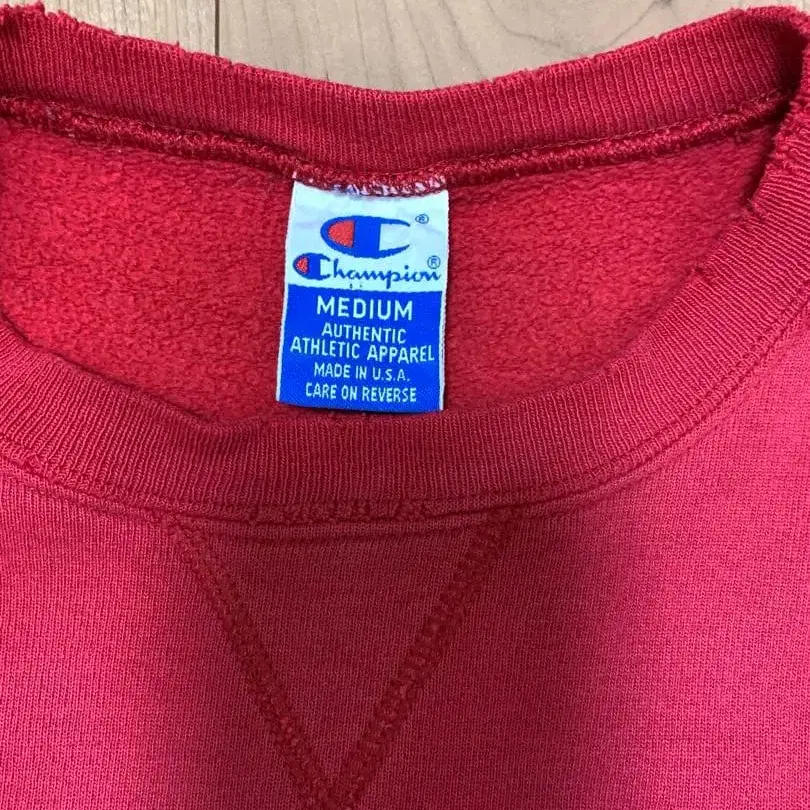 ®
Champion®
MEDIUM
AUTHENTIC
ATHLETIC APPAREL
MADE IN U.S.A.
CARE ON REVERSE